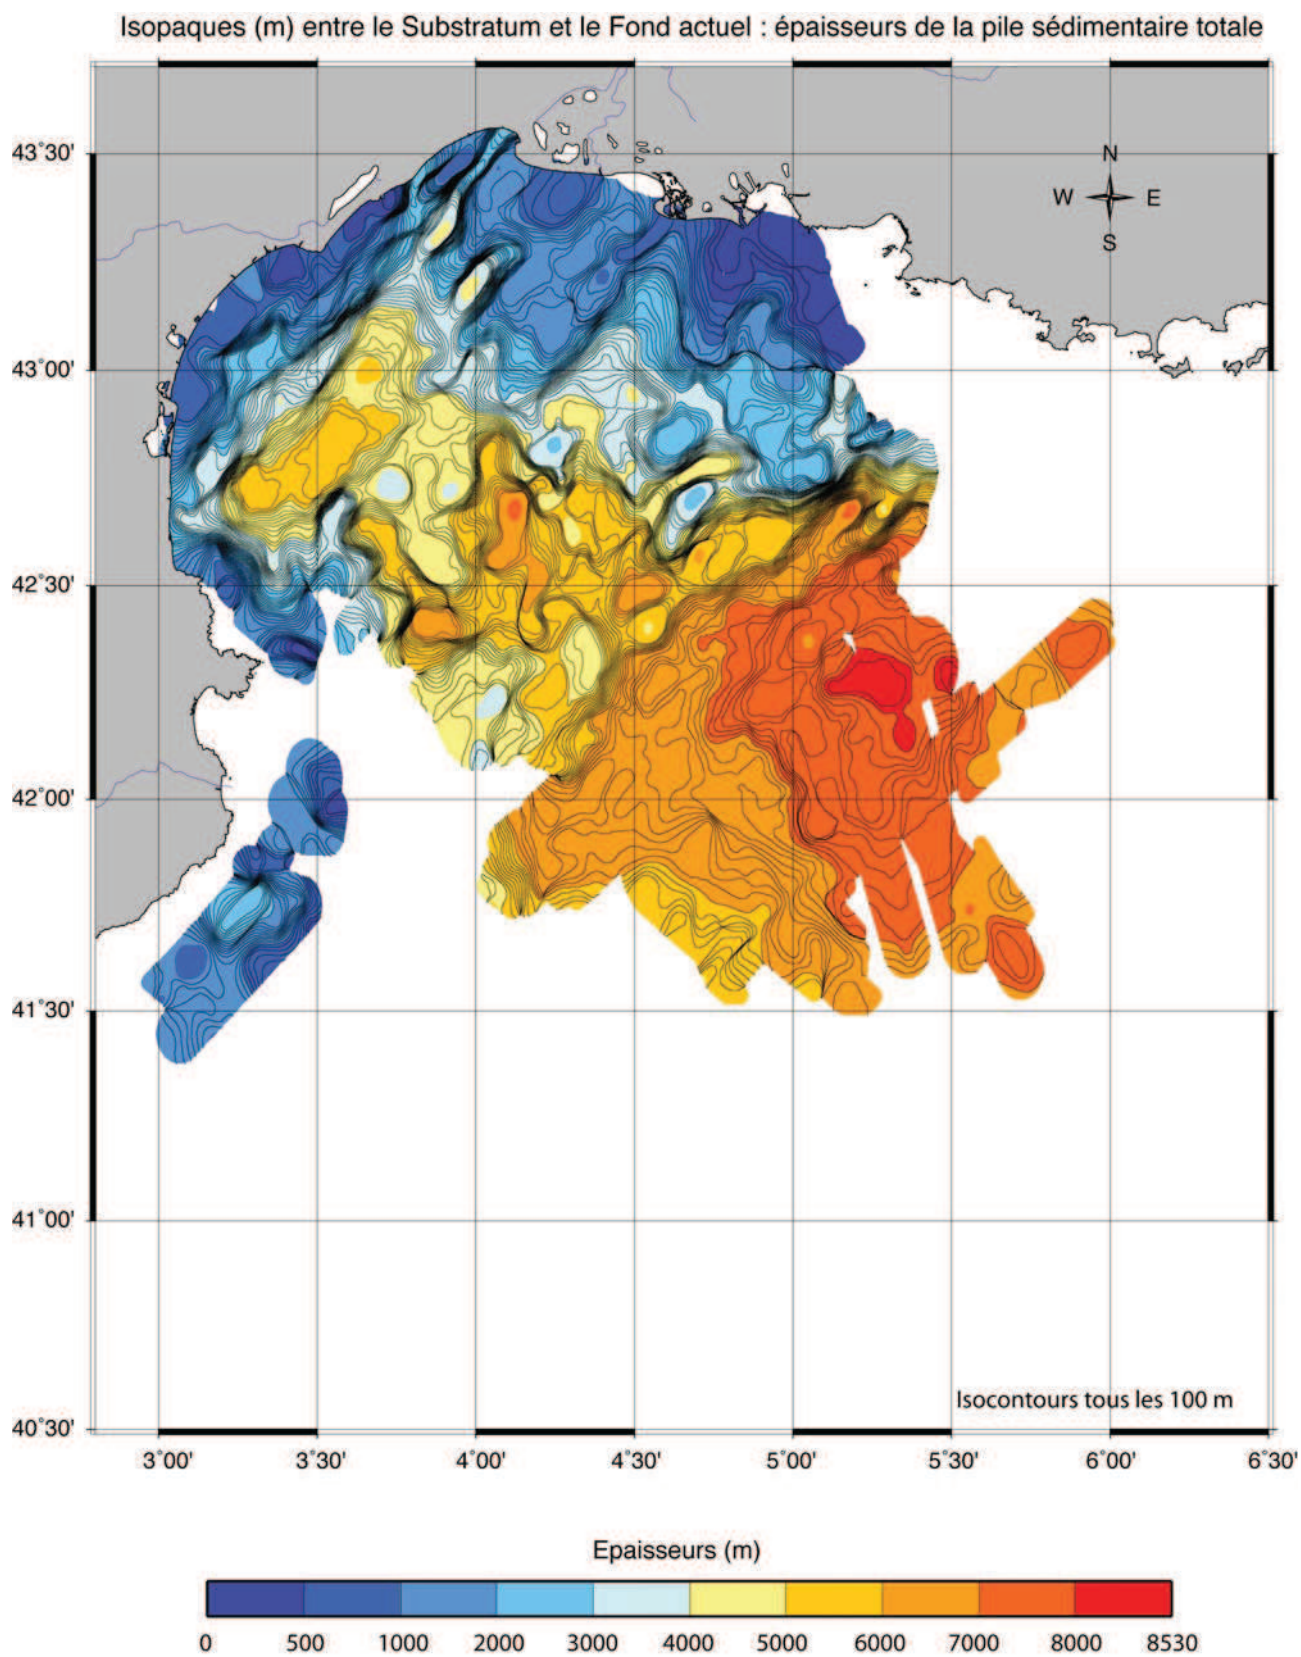 Isopaques (m) entre le Substratum et le Fond actuel : épaisseurs de la pile sédimentaire totale
43˚30'
N
W E
S
43˚00'
42˚30'
42˚00'
41˚30'
41˚00'
Isocontours tous les 100 m
40˚30'
3˚00' 3˚30' 4˚00' 4˚30' 5˚00' 5˚30' 6˚00' 6˚30'
Epaisseurs (m)
0 500 1000 2000 3000 4000 5000 6000 7000 8000 8530